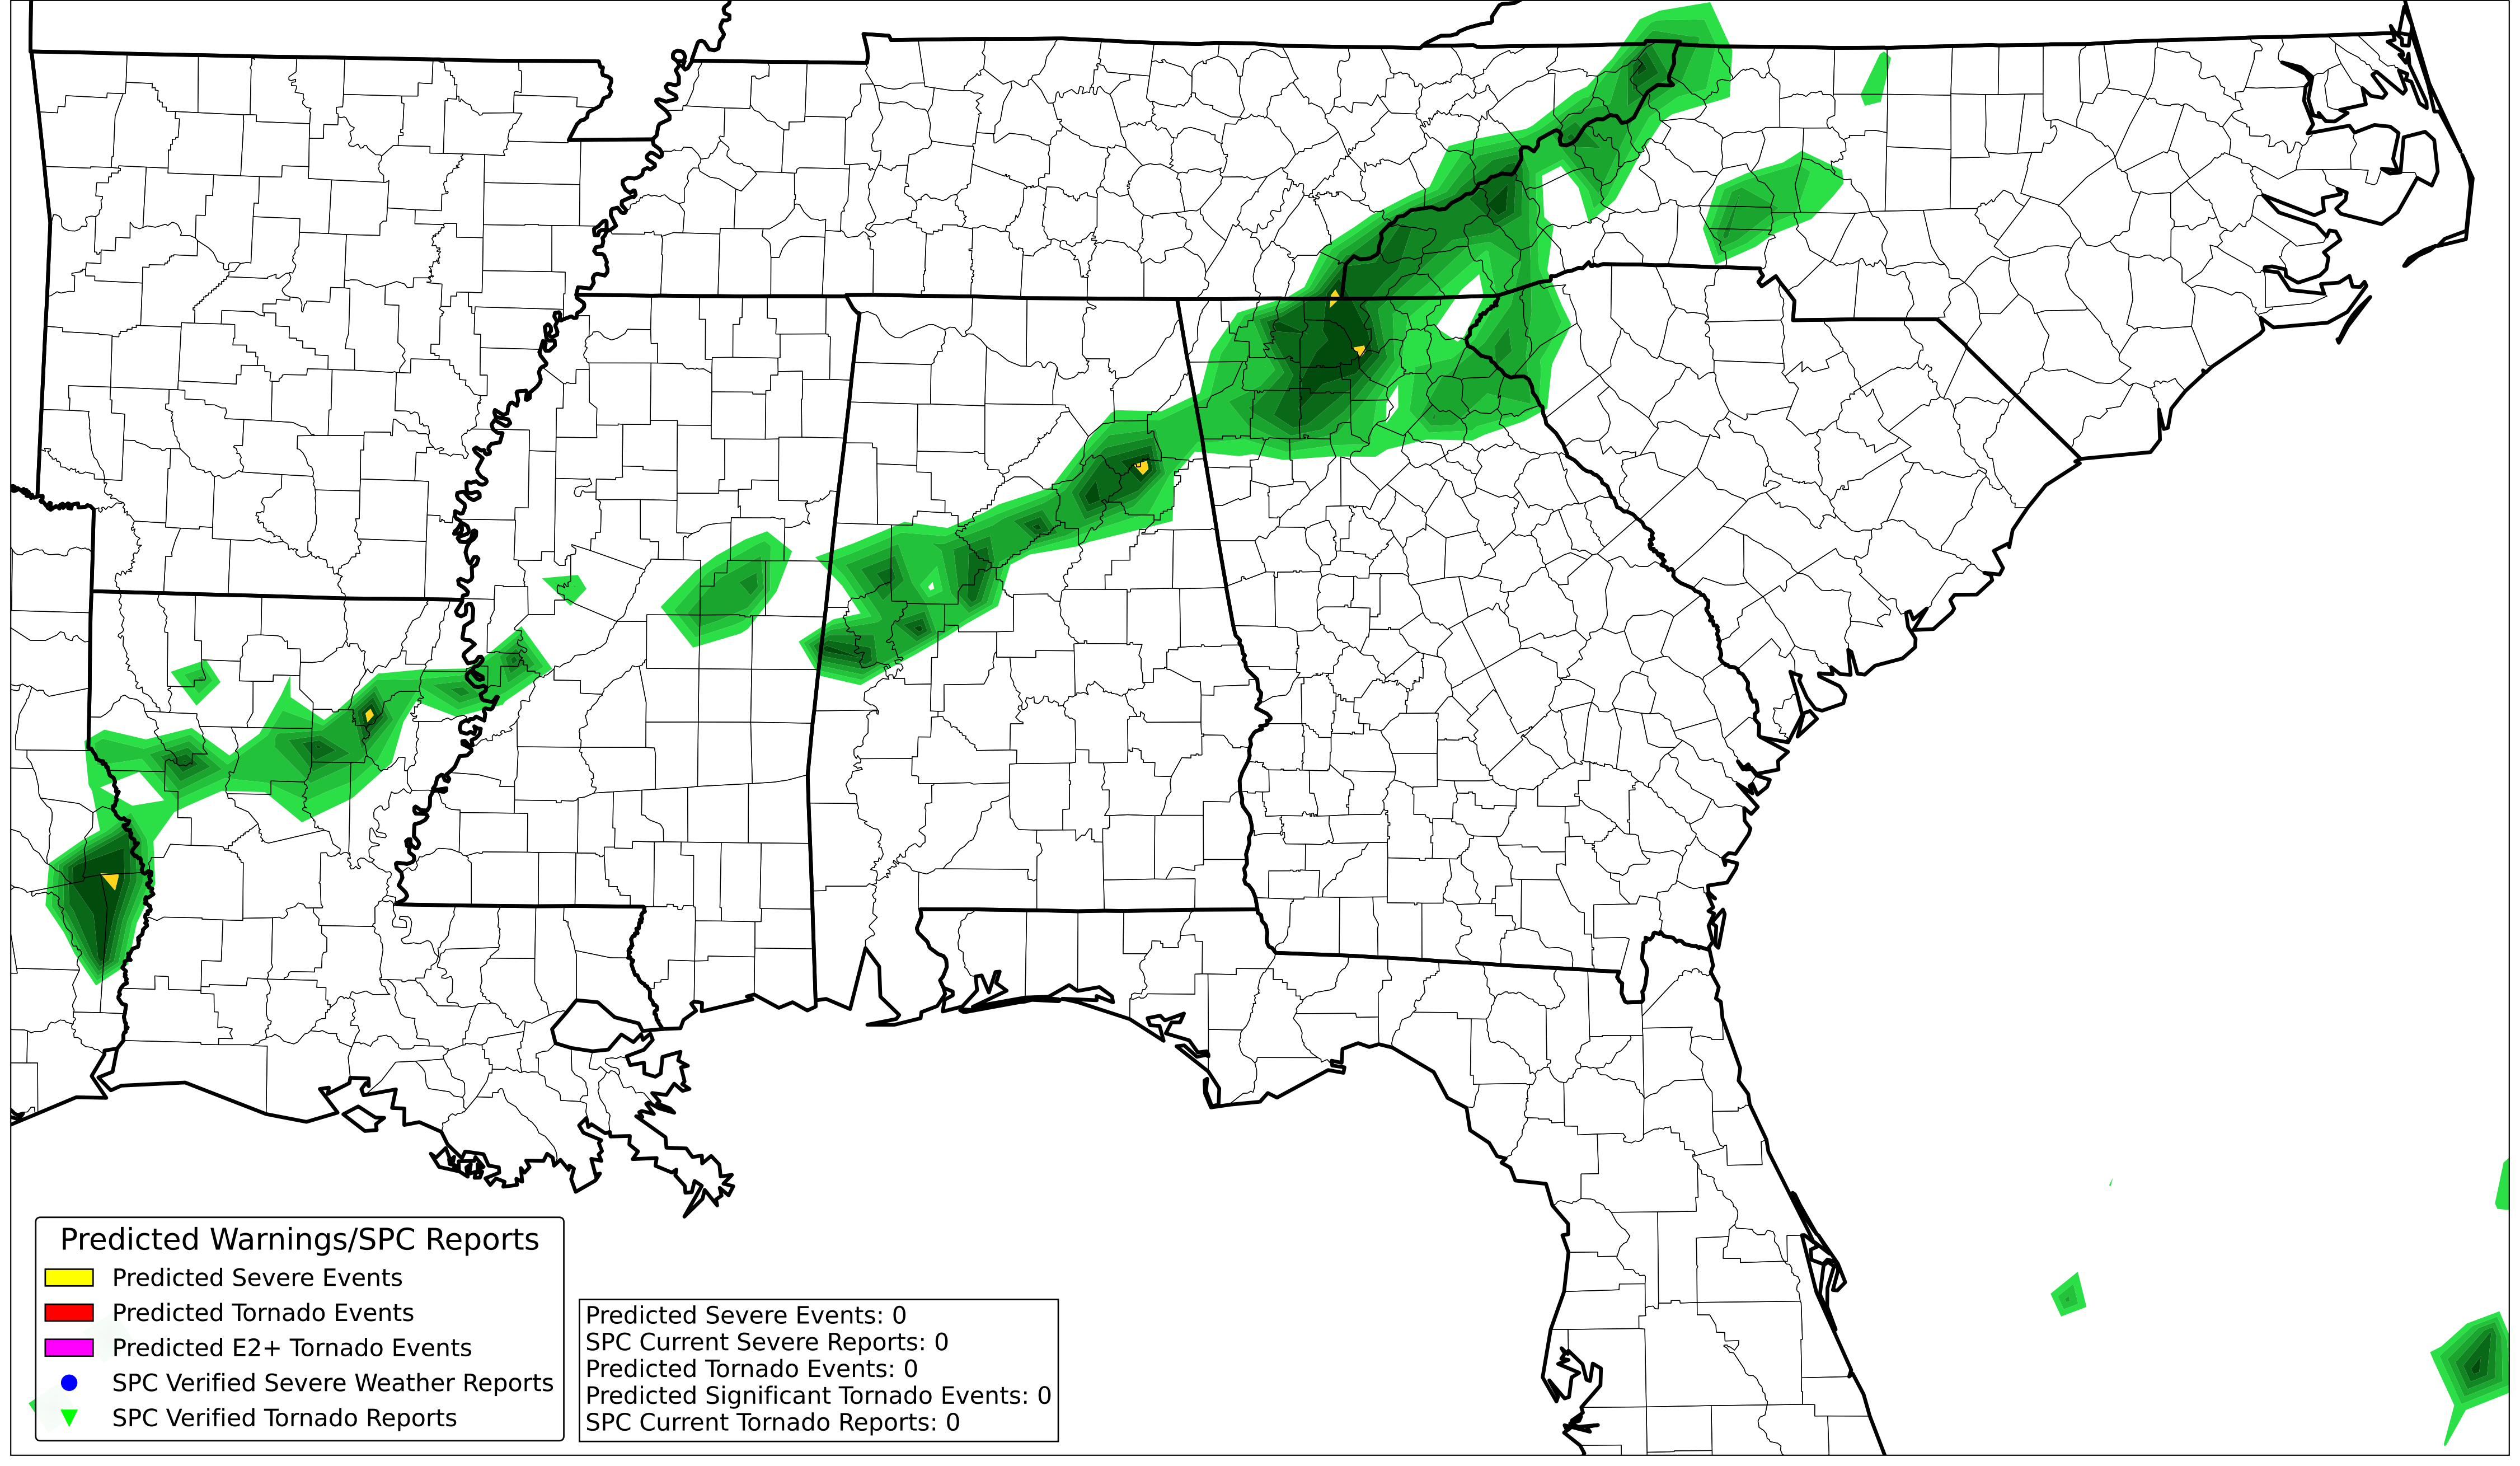 Predicted Warnings/SPC Reports
Predicted Severe Events
Predicted Tornado Events
Predicted E2+ Tornado Events
SPC Verified Severe Weather Reports
SPC Verified Tornado Reports
Predicted Severe Events: 0
SPC Current Severe Reports: 0
Predicted Tornado Events: 0
Predicted Significant Tornado Events: 0
SPC Current Tornado Reports: 0